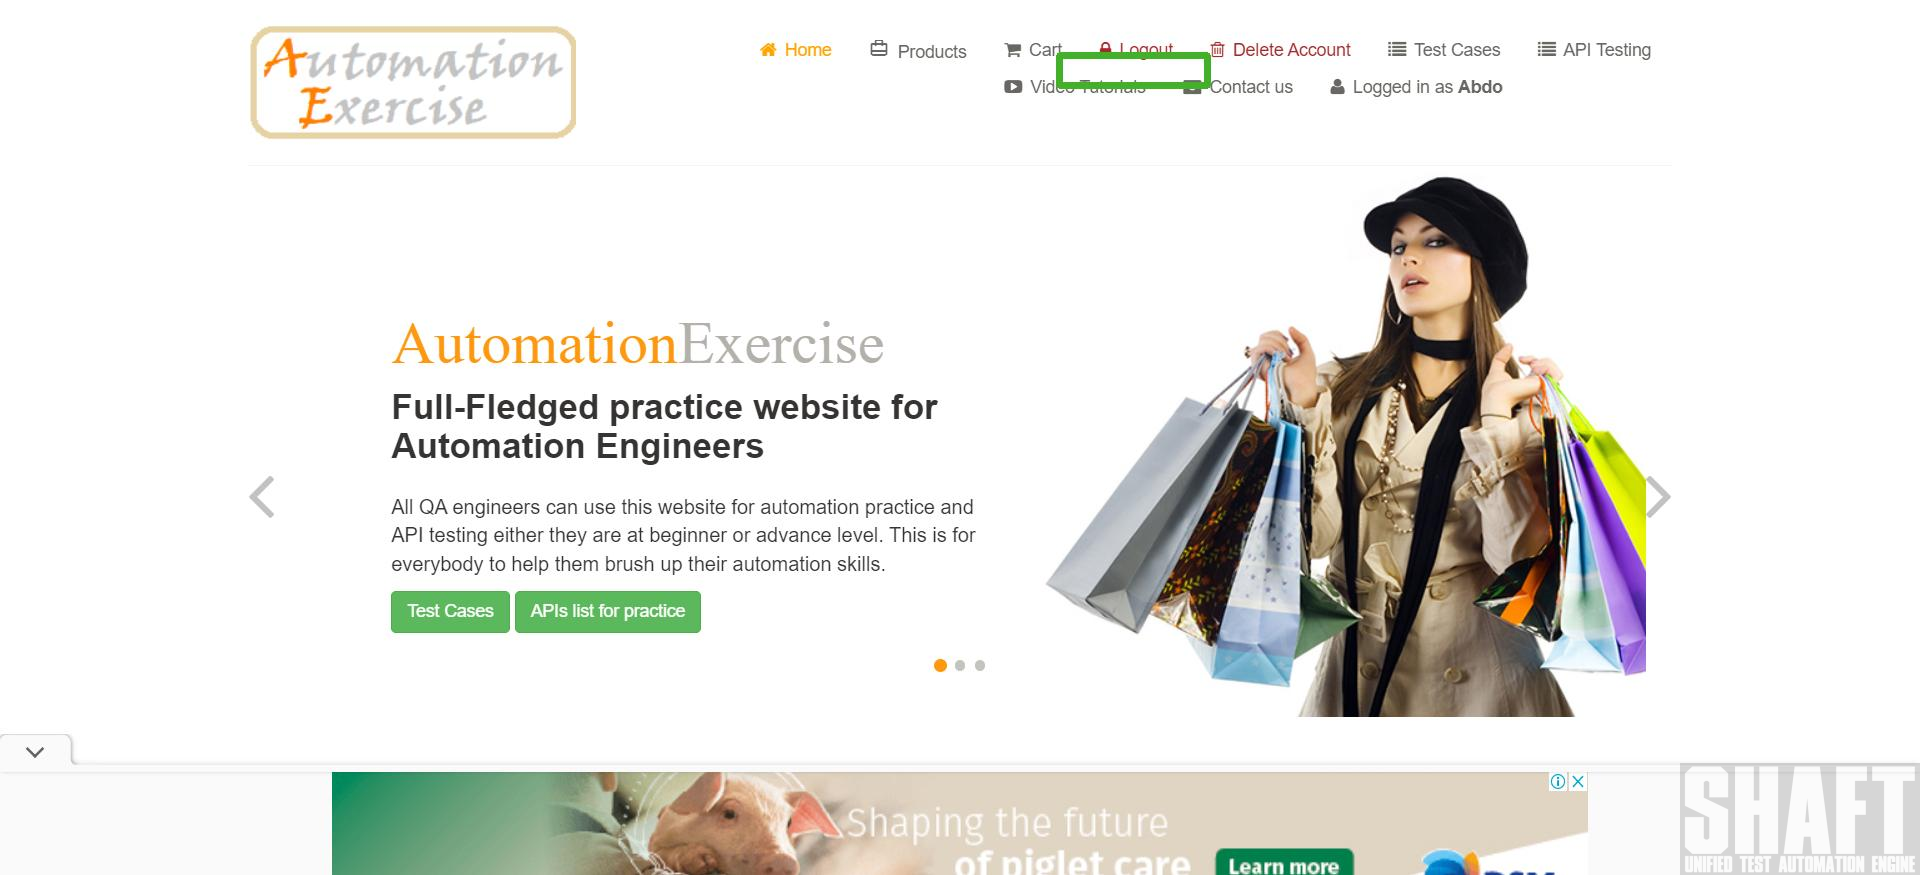 Automation
Exercise
Home Products Cart Logout Delete Account Test Cases API Testing
Video Tutorials Contact us Logged in as Abdo
AutomationExercise
Full-Fledged practice website for
Automation Engineers
All QA engineers can use this website for automation practice and
API testing either they are at beginner or advance level. This is for
everybody to help them brush up their automation skills.
Test Cases APIs list for practice
Shaping the future
of piglet care
Learn more
SHAFT
UNIFIED TEST AUTOMATION ENGINE